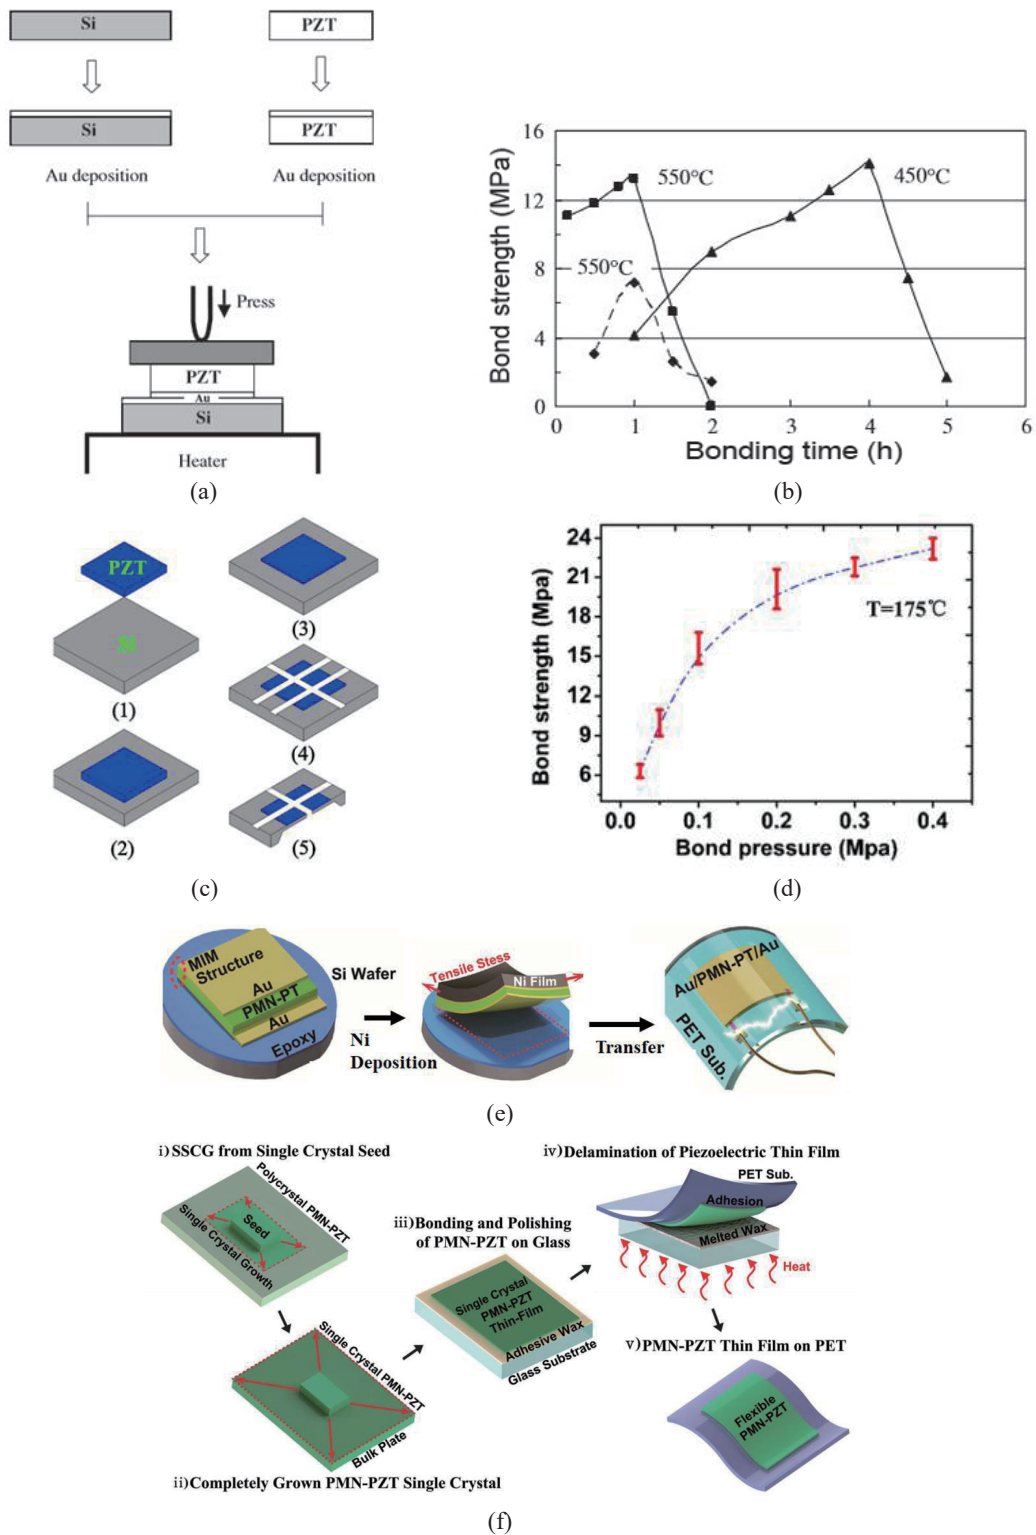 Si
PZT
Si
PZT
Au deposition
Au deposition
Press
PZT
Au
Si
Heater
(a)
Bond strength (MPa)
16
12
8
4
0
550°C
450°C
550°C
1
2
3
4
5
6
Bonding time (h)
(b)
PZT
Si
(1)
(2)
(3)
(4)
(5)
(c)
Bond strength (Mpa)
24
21
18
15
12
9
6
T=175℃
0.0
0.1
0.2
0.3
0.4
Bond pressure (Mpa)
(d)
MIM
Structure
Au
PMN-PT
Au
Epoxy
Si Wafer
Ni
Deposition
Tensile Stess
Ni Film
Transfer
Au/PMN-PT/Au
PET Sub.
(e)
i) SSCG from Single Crystal Seed
Polycrystal PMN-PZT
Seed
Single Crystal Growth
Single Crystal PMN-PZT
Bulk Plate
ii) Completely Grown PMN-PZT Single Crystal
iii) Bonding and Polishing
of PMN-PZT on Glass
Single Crystal
PMN-PZT
Thin-Film
Adhesive Wax
Glass Substrate
iv) Delamination of Piezoelectric Thin Film
PET Sub.
Adhesion
Melted Wax
Heat
v) PMN-PZT Thin Film on PET
Flexible
PMN-PZT
(f)